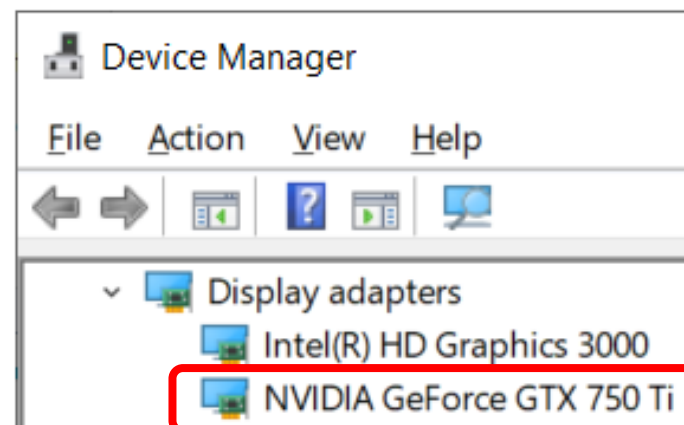 Device Manager
File Action View Help
?
Display adapters
Intel(R) HD Graphics 3000
NVIDIA GeForce GTX 750 Ti